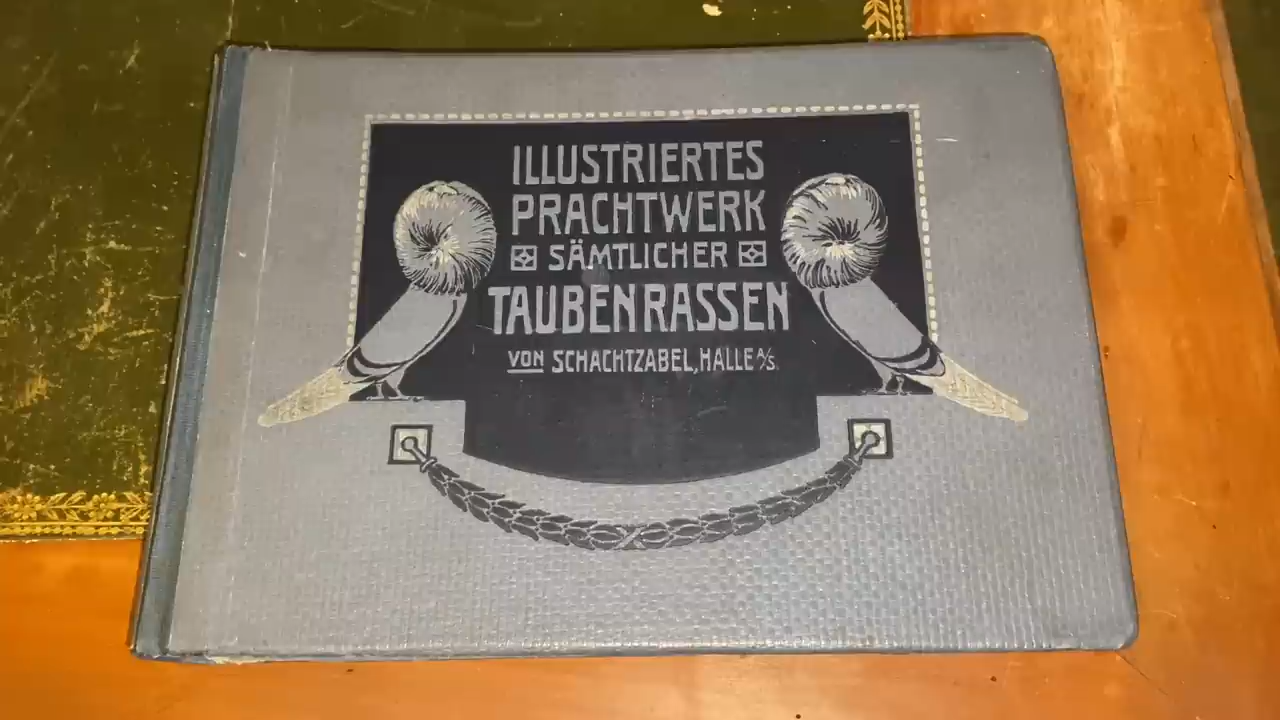 ILLUSTRIERTES
PRACHTWERK
SÄMTLICHER
TAUBENRASSEN
VON SCHACHTZABEL, HALLE A/S.